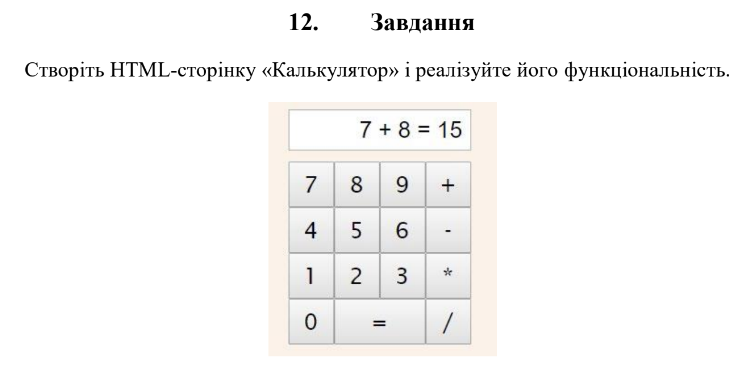 12. Завдання
Створіть HTML-сторінку «Калькулятор» і реалізуйте його функціональність.
7 + 8 = 15
7 8 9 +
4 5 6 -
1 2 3 *
0 = /